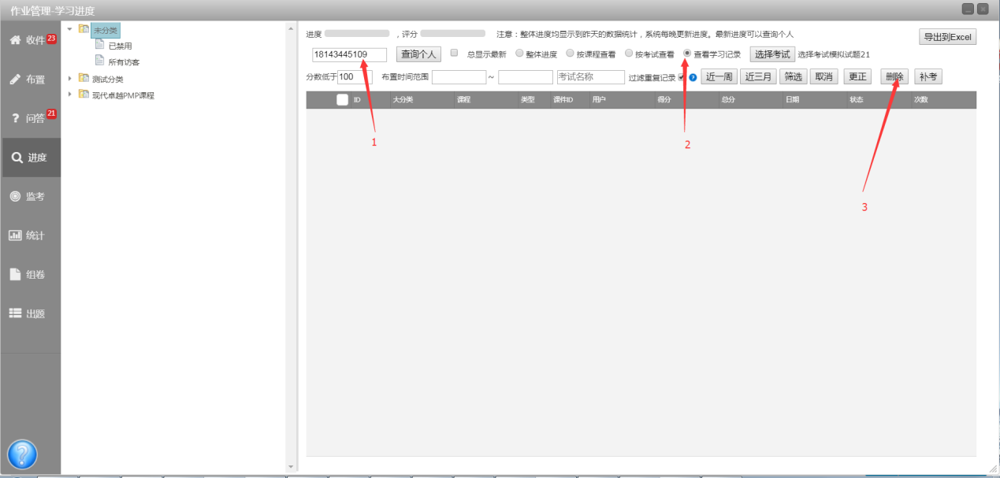 作业管理-学习进度
收件 23
布置
问答 21
进度
监考
统计
组卷
出题
未分类
已禁用
所有访客
测试分类
现代卓越PMP课程
进度 ，评分 注意：整体进度均显示到昨天的数据统计，系统每晚更新进度。最新进度可以查询个人
导出到Excel
18143445109 查询个人 总显示最新 整体进度 按课程查看 按考试查看 查看学习记录 选择考试 选择考试模拟试题21
分数低于 100 布置时间范围 ~ 考试名称 过滤重复记录 ? 近一周 近三月 筛选 取消 更正 删除 补考
ID 大分类 课程 类型 课件ID 用户 得分 总分 日期 状态 次数
1
2
3